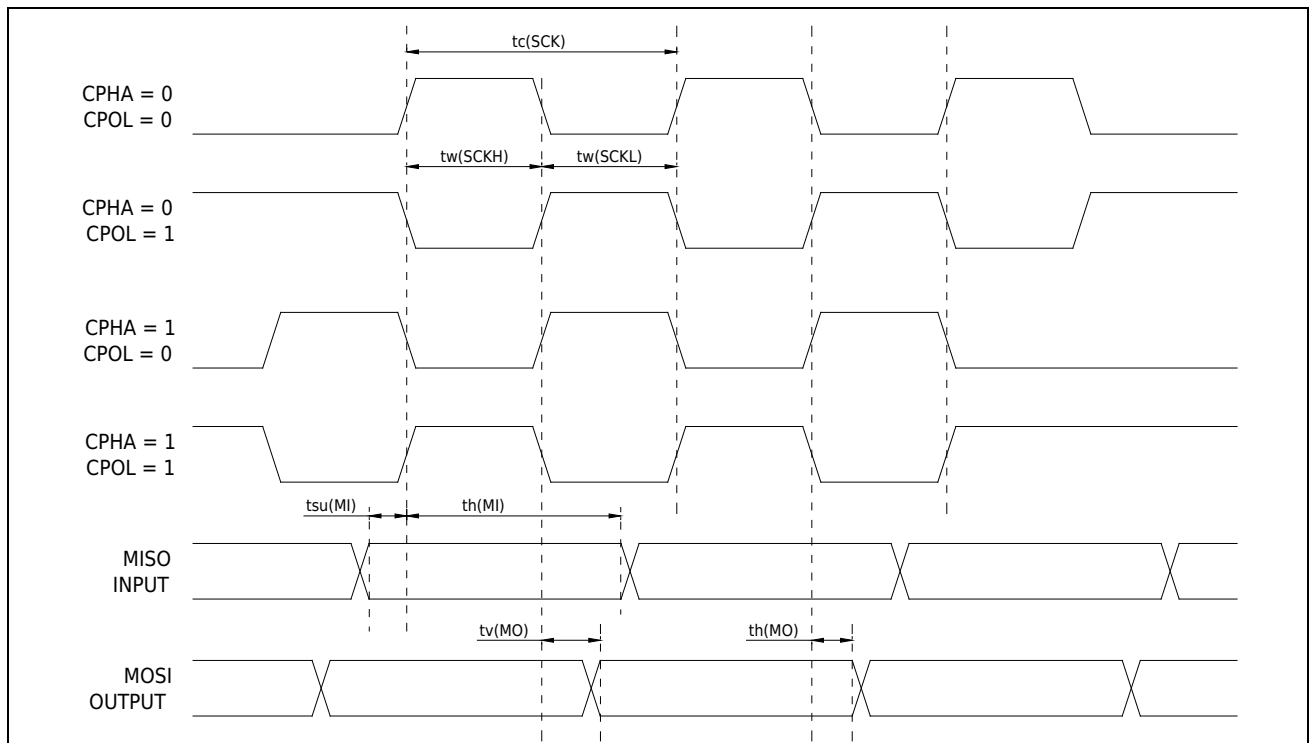 tc(SCK)
CPHA = 0
CPOL = 0
tw(SCKH)
tw(SCKL)
CPHA = 0
CPOL = 1
CPHA = 1
CPOL = 0
CPHA = 1
CPOL = 1
tsu(MI)
th(MI)
MISO
INPUT
tv(MO)
th(MO)
MOSI
OUTPUT